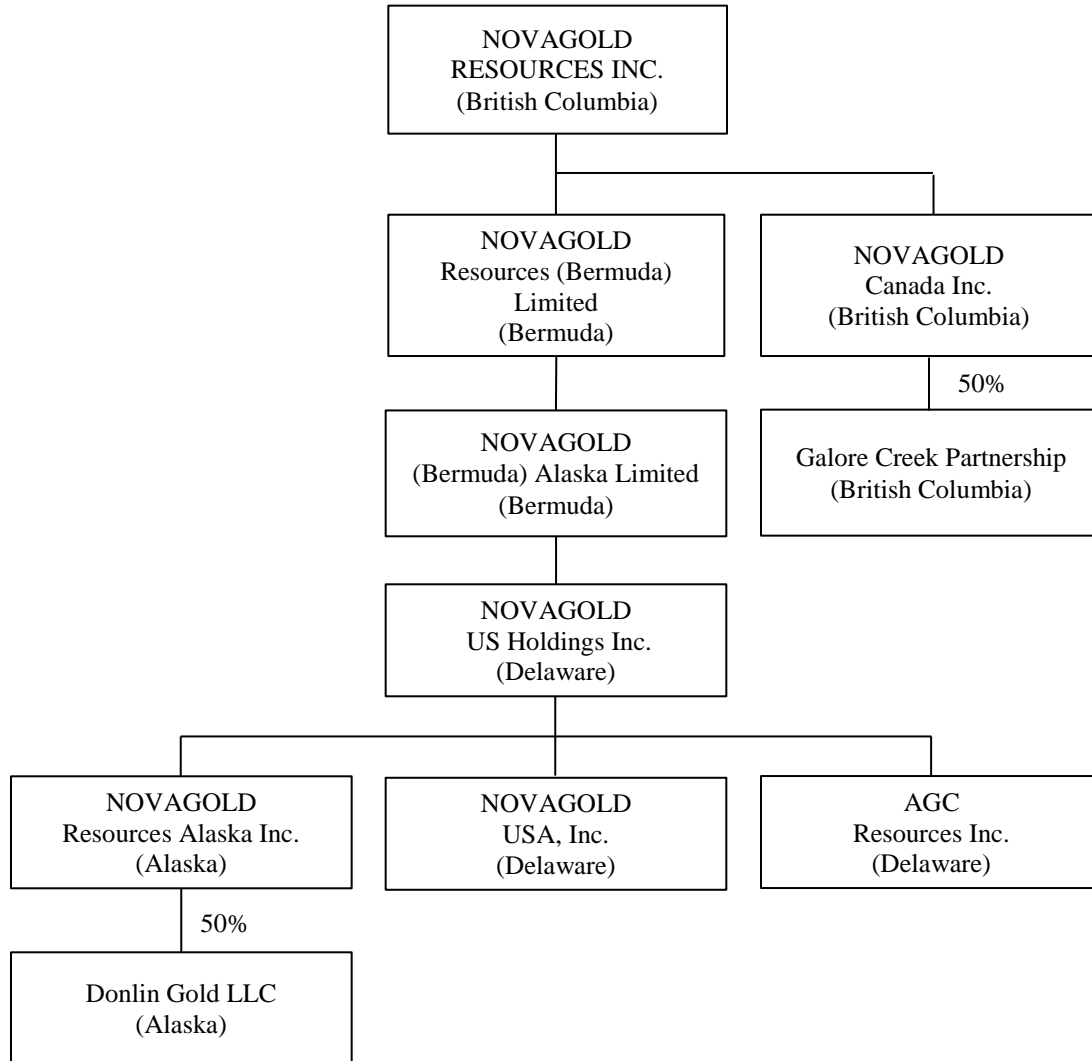 NOVAGOLD
RESOURCES INC.
(British Columbia)
NOVAGOLD
Resources (Bermuda)
Limited
(Bermuda)
NOVAGOLD
Canada Inc.
(British Columbia)
50%
NOVAGOLD
(Bermuda) Alaska Limited
(Bermuda)
Galore Creek Partnership
(British Columbia)
NOVAGOLD
US Holdings Inc.
(Delaware)
NOVAGOLD
Resources Alaska Inc.
(Alaska)
NOVAGOLD
USA, Inc.
(Delaware)
AGC
Resources Inc.
(Delaware)
50%
Donlin Gold LLC
(Alaska)